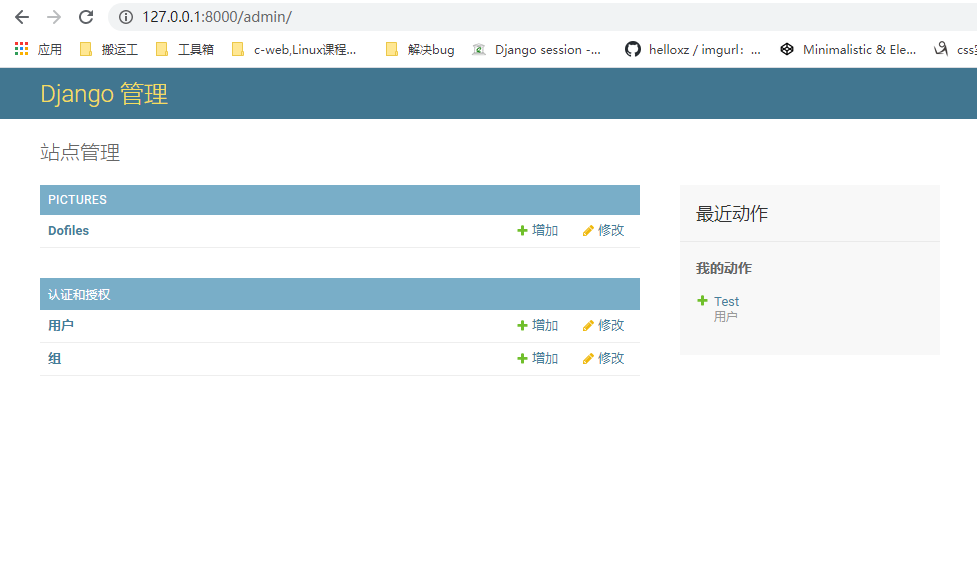 127.0.0.1:8000/admin/
应用 搬运工 工具箱 c-web,Linux课程... 解决bug Django session -... helloxz / imgurl: ... Minimalistic & Ele...
Django 管理
站点管理
PICTURES
Dofiles 增加 修改
认证和授权
用户 增加 修改
组 增加 修改
最近动作
我的动作
Test
用户